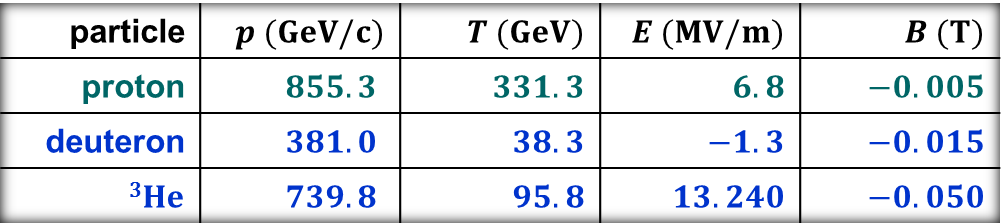 particle p (GeV/c) T (GeV) E (MV/m) B (T)
proton 855.3 331.3 6.8 −0.005
deuteron 381.0 38.3 −1.3 −0.015
³He 739.8 95.8 13.240 −0.050